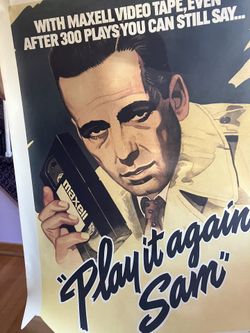 WITH MAXELL VIDEO TAPE, EVEN
AFTER 300 PLAYS YOU CAN STILL SAY...
maxell
"Play it again
Sam"